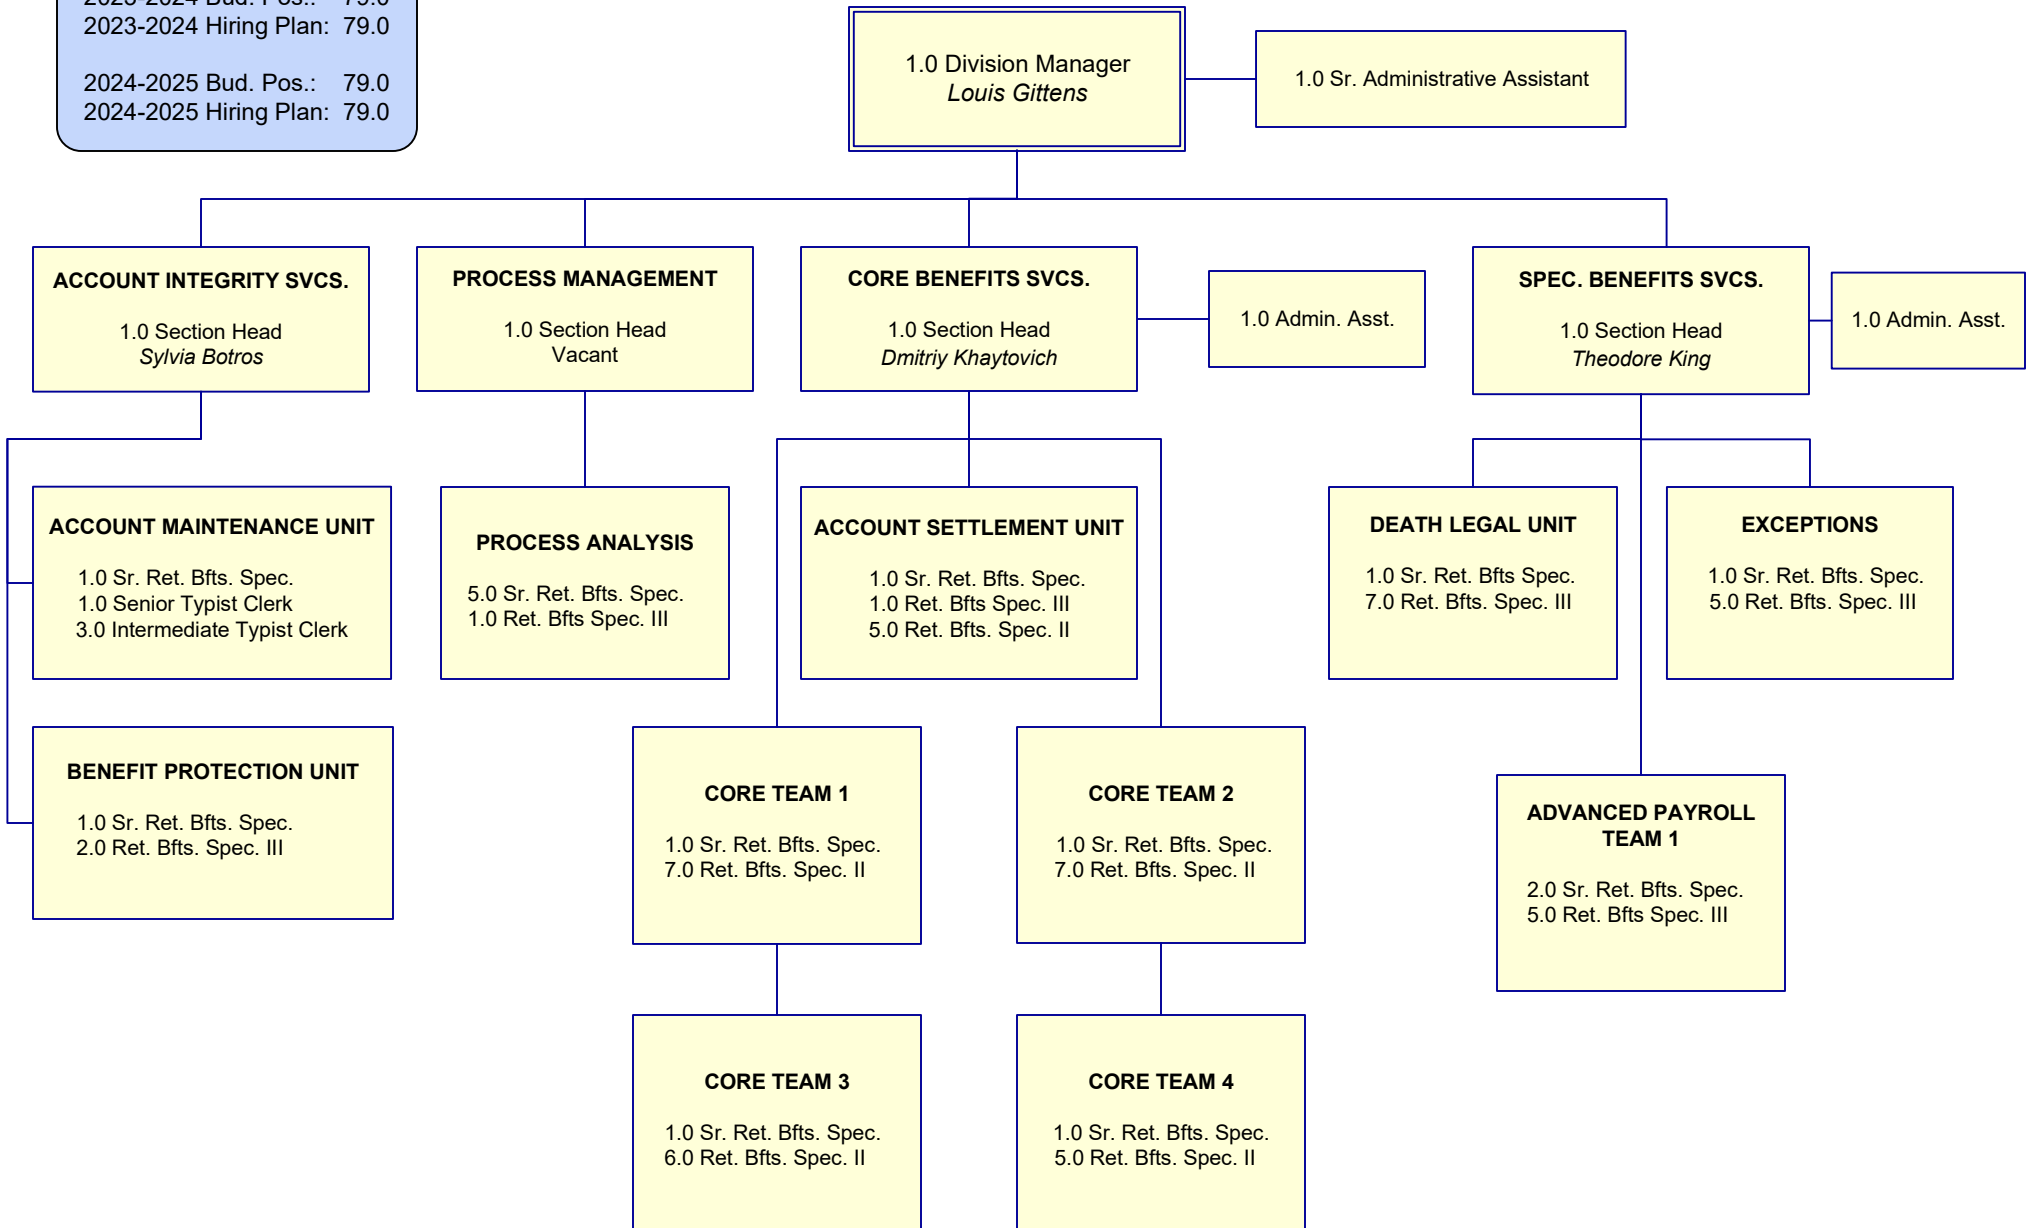 2023-2024 Bud. Pos.: 79.0
2023-2024 Hiring Plan: 79.0
2024-2025 Bud. Pos.: 79.0
2024-2025 Hiring Plan: 79.0
1.0 Division Manager
Louis Gittens
1.0 Sr. Administrative Assistant
ACCOUNT INTEGRITY SVCS.
1.0 Section Head
Sylvia Botros
PROCESS MANAGEMENT
1.0 Section Head
Vacant
CORE BENEFITS SVCS.
1.0 Section Head
Dmitriy Khaytovich
1.0 Admin. Asst.
SPEC. BENEFITS SVCS.
1.0 Section Head
Theodore King
1.0 Admin. Asst.
ACCOUNT MAINTENANCE UNIT
1.0 Sr. Ret. Bfts. Spec.
1.0 Senior Typist Clerk
3.0 Intermediate Typist Clerk
PROCESS ANALYSIS
5.0 Sr. Ret. Bfts. Spec.
1.0 Ret. Bfts Spec. III
ACCOUNT SETTLEMENT UNIT
1.0 Sr. Ret. Bfts. Spec.
1.0 Ret. Bfts Spec. III
5.0 Ret. Bfts. Spec. II
DEATH LEGAL UNIT
1.0 Sr. Ret. Bfts Spec.
7.0 Ret. Bfts. Spec. III
EXCEPTIONS
1.0 Sr. Ret. Bfts. Spec.
5.0 Ret. Bfts. Spec. III
BENEFIT PROTECTION UNIT
1.0 Sr. Ret. Bfts. Spec.
2.0 Ret. Bfts. Spec. III
CORE TEAM 1
1.0 Sr. Ret. Bfts. Spec.
7.0 Ret. Bfts. Spec. II
CORE TEAM 2
1.0 Sr. Ret. Bfts. Spec.
7.0 Ret. Bfts. Spec. II
ADVANCED PAYROLL
TEAM 1
2.0 Sr. Ret. Bfts. Spec.
5.0 Ret. Bfts Spec. III
CORE TEAM 3
1.0 Sr. Ret. Bfts. Spec.
6.0 Ret. Bfts. Spec. II
CORE TEAM 4
1.0 Sr. Ret. Bfts. Spec.
5.0 Ret. Bfts. Spec. II